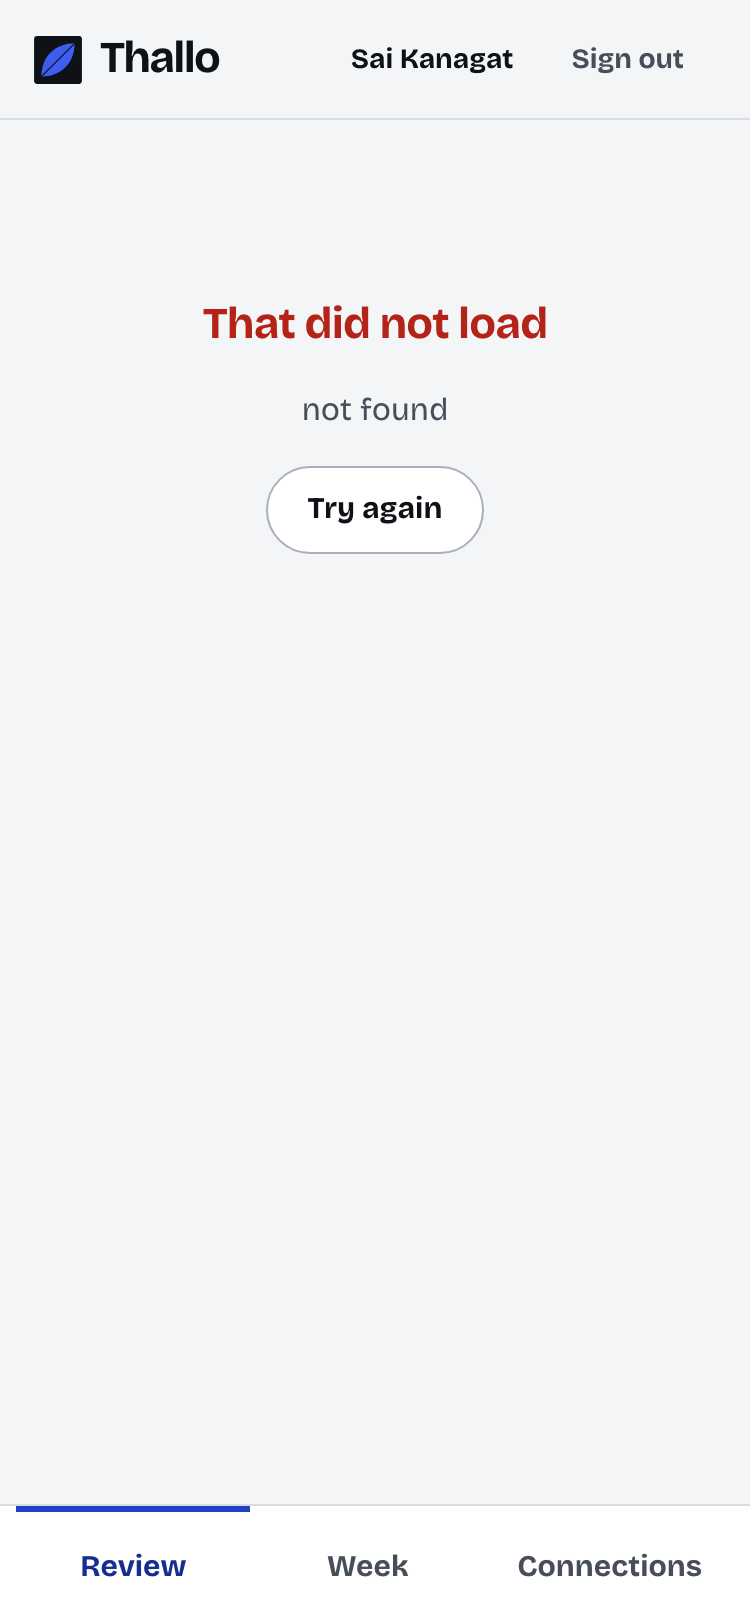 Thallo
Sai Kanagat
Sign out
That did not load
not found
Try again
Review
Week
Connections